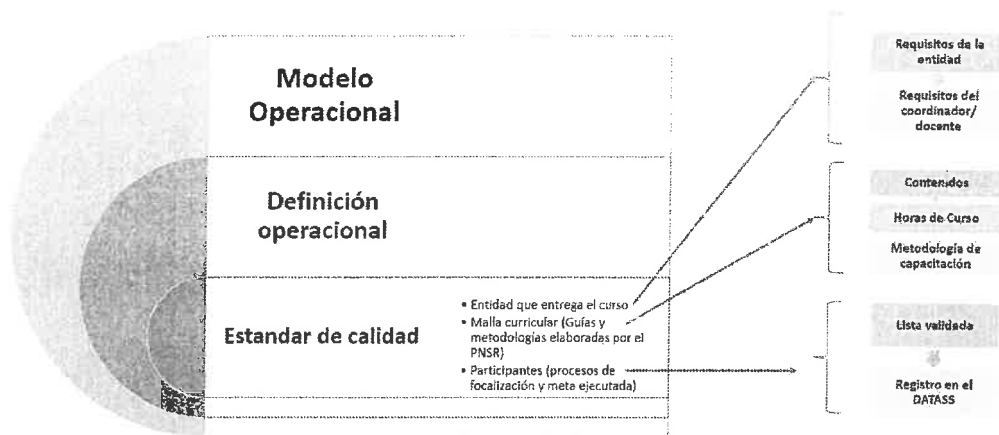 Modelo
Operacional
Definición
operacional
Estandar de calidad
• Entidad que entrega el curso
• Malla curricular (Guías y
metodologías elaboradas por el
PNSR)
• Participantes (procesos de
focalización y meta ejecutada)
Requisitos de la
entidad
Requisitos del
coordinador/
docente
Contenidos
Horas de Curso
Metodología de
capacitación
Lista validada
Registro en el
DATASS